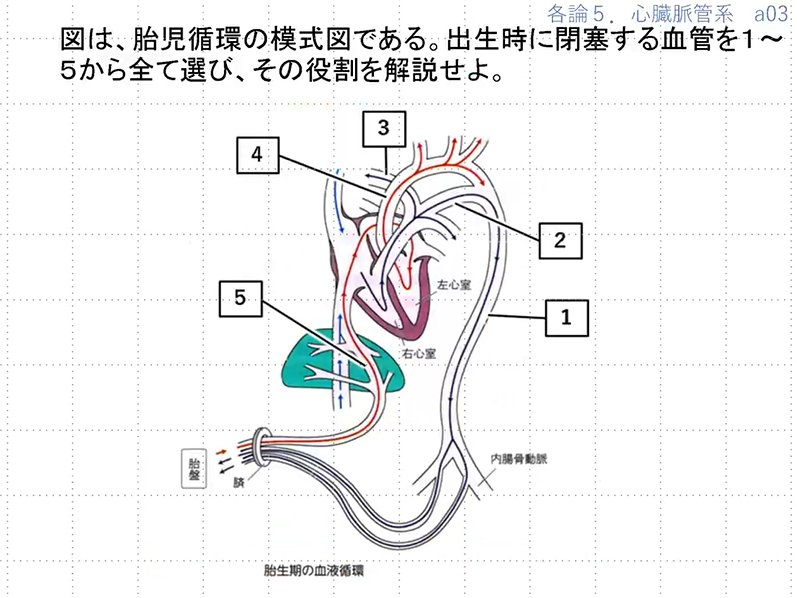 各論５．心臓脈管系　a03
図は、胎児循環の模式図である。出生時に閉塞する血管を１～
５から全て選び、その役割を解説せよ。
3
4
2
5
左心室
1
右心室
内腸骨動脈
胎盤
臍
胎生期の血液循環